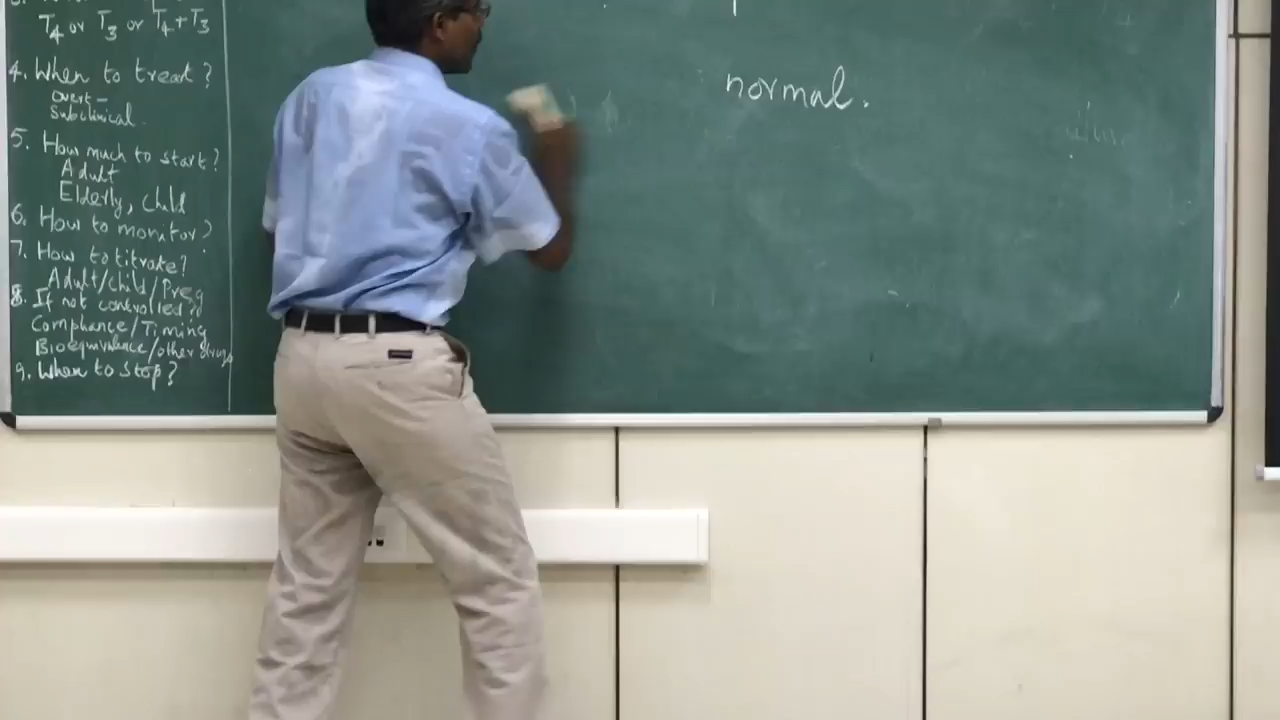 T4 or T3 or T4+T3
4. When to treat?
overt -
subclinical.
5. How much to start?
Adult
Elderly, child
6. How to monitor?
7. How to titrate?
Adult/child/Preg
8. If not controlled?
Compliance/Timing
Bioequivalence/other drugs
9. When to stop?
normal.